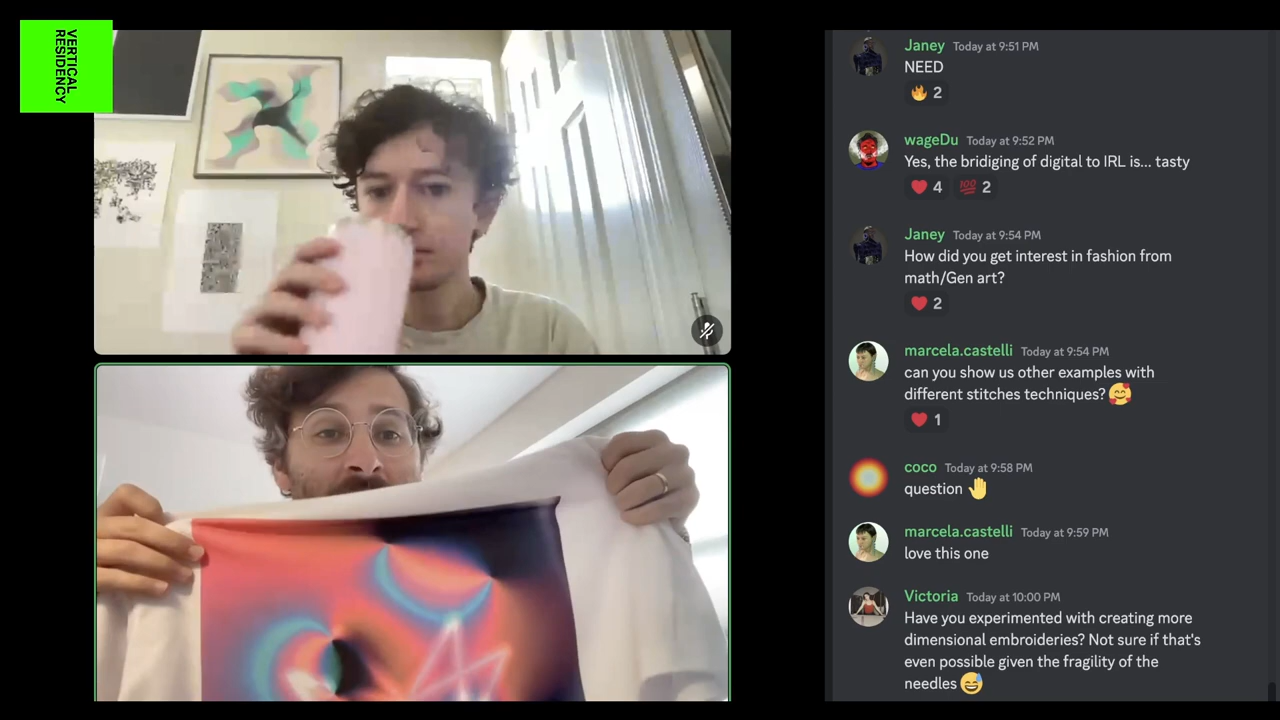 VERTICAL
RESIDENCY
Janey Today at 9:51 PM
NEED
🔥 2
wageDu Today at 9:52 PM
Yes, the bridiging of digital to IRL is... tasty
❤️ 4 💯 2
Janey Today at 9:54 PM
How did you get interest in fashion from
math/Gen art?
❤️ 2
marcela.castelli Today at 9:54 PM
can you show us other examples with
different stitches techniques? 🥰
❤️ 1
coco Today at 9:58 PM
question 🤚
marcela.castelli Today at 9:59 PM
love this one
Victoria Today at 10:00 PM
Have you experimented with creating more
dimensional embroideries? Not sure if that's
even possible given the fragility of the
needles 😅